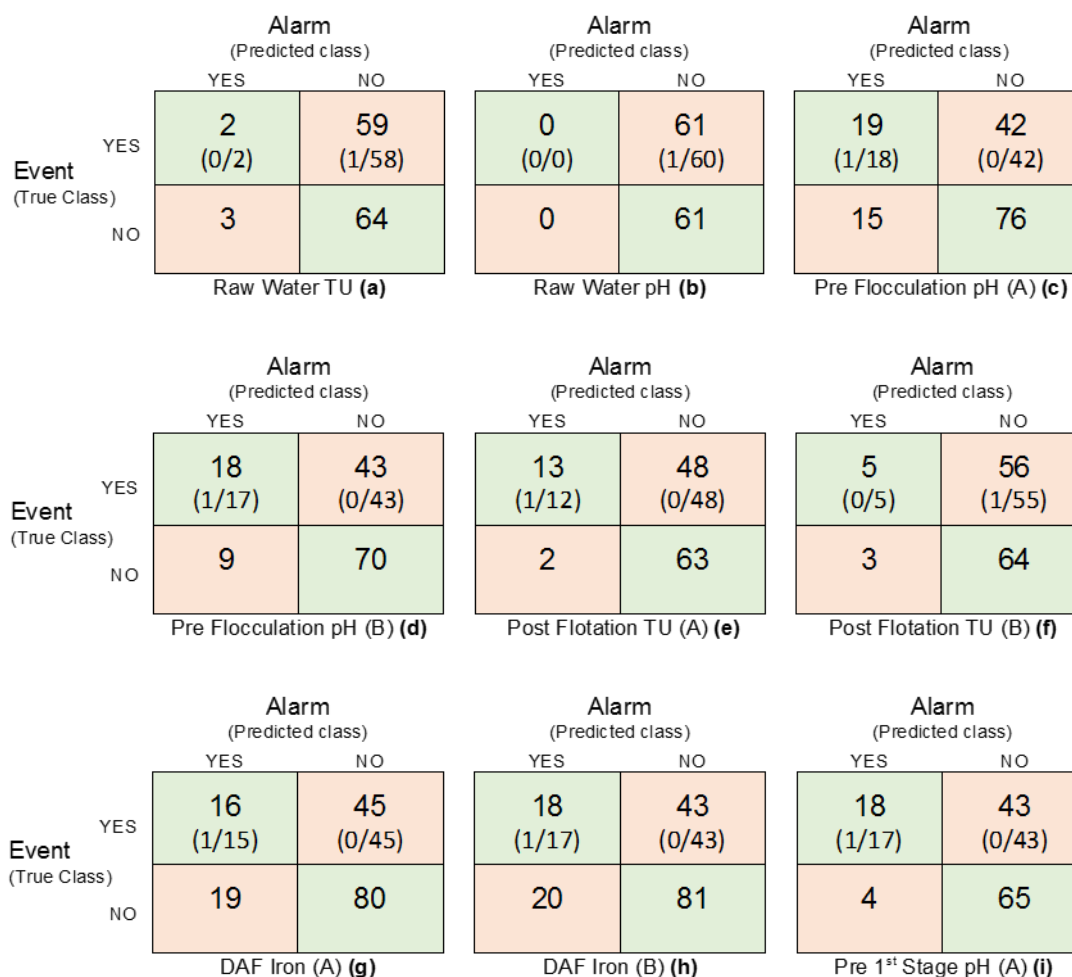 Alarm Alarm Alarm
(Predicted class) (Predicted class) (Predicted class)
YES NO YES NO YES NO
2 59 0 61 19 42
YES
(0/2) (1/58) (0/0) (1/60) (1/18) (0/42)
Event
(True Class)
3 64 0 61 15 76
NO
Raw Water TU (a) Raw Water pH (b) Pre Flocculation pH (A) (c)
Alarm Alarm Alarm
(Predicted class) (Predicted class) (Predicted class)
YES NO YES NO YES NO
18 43 13 48 5 56
YES
(1/17) (0/43) (1/12) (0/48) (0/5) (1/55)
Event
(True Class)
9 70 2 63 3 64
NO
Pre Flocculation pH (B) (d) Post Flotation TU (A) (e) Post Flotation TU (B) (f)
Alarm Alarm Alarm
(Predicted class) (Predicted class) (Predicted class)
YES NO YES NO YES NO
16 45 18 43 18 43
YES
(1/15) (0/45) (1/17) (0/43) (1/17) (0/43)
Event
(True Class)
19 80 20 81 4 65
NO
DAF Iron (A) (g) DAF Iron (B) (h) Pre 1st Stage pH (A) (i)